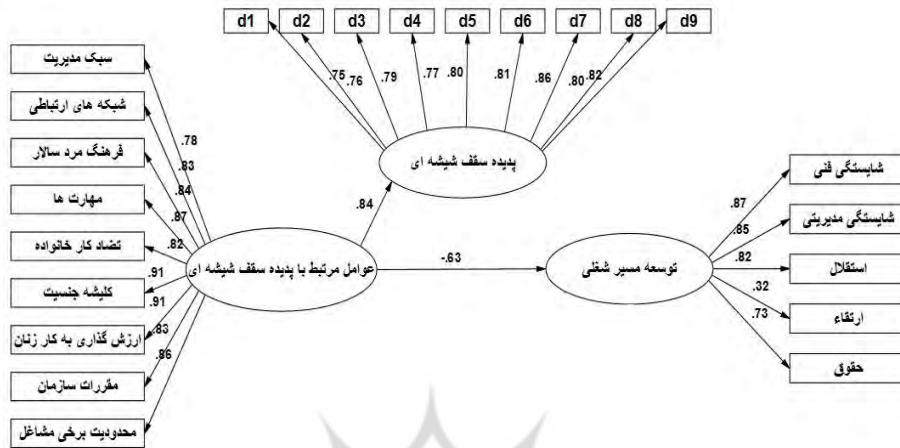 d1 d2 d3 d4 d5 d6 d7 d8 d9
.75 .76 .79 .77 .80 .81 .86 .80 .82
پدیده سقف شیشه ای
سبک مدیریت
شبکه های ارتباطی
فرهنگ مرد سالار
مهارت ها
تضاد کار خانواده
کلیشه جنسیت
ارزش گذاری به کار زنان
مقررات سازمان
محدودیت برخی مشاغل
.78
.83
.84
.87
.82
.91
.91
.83
.86
عوامل مرتبط با پدیده سقف شیشه ای
.84
-.63
توسعه مسیر شغلی
.87
.85
.82
.32
.73
شایستگی فنی
شایستگی مدیریتی
استقلال
ارتقاء
حقوق